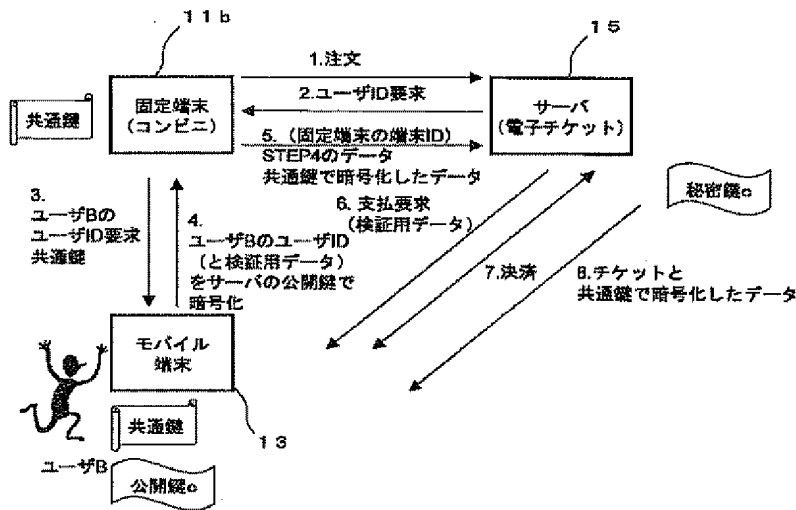 11b
15
1.注文
2.ユーザID要求
固定端末
(コンビニ)
共通鍵
サーバ
(電子チケット)
5. (固定端末の端末ID)
STEP4のデータ
共通鍵で暗号化したデータ
秘密鍵c
6. 支払要求
(検証用データ)
3.
ユーザBの
ユーザID要求
共通鍵
4.
ユーザBのユーザID
(と検証用データ)
をサーバの公開鍵で
暗号化
7.決済
8.チケットと
共通鍵で暗号化したデータ
モバイル
端末
13
共通鍵
ユーザB
公開鍵c